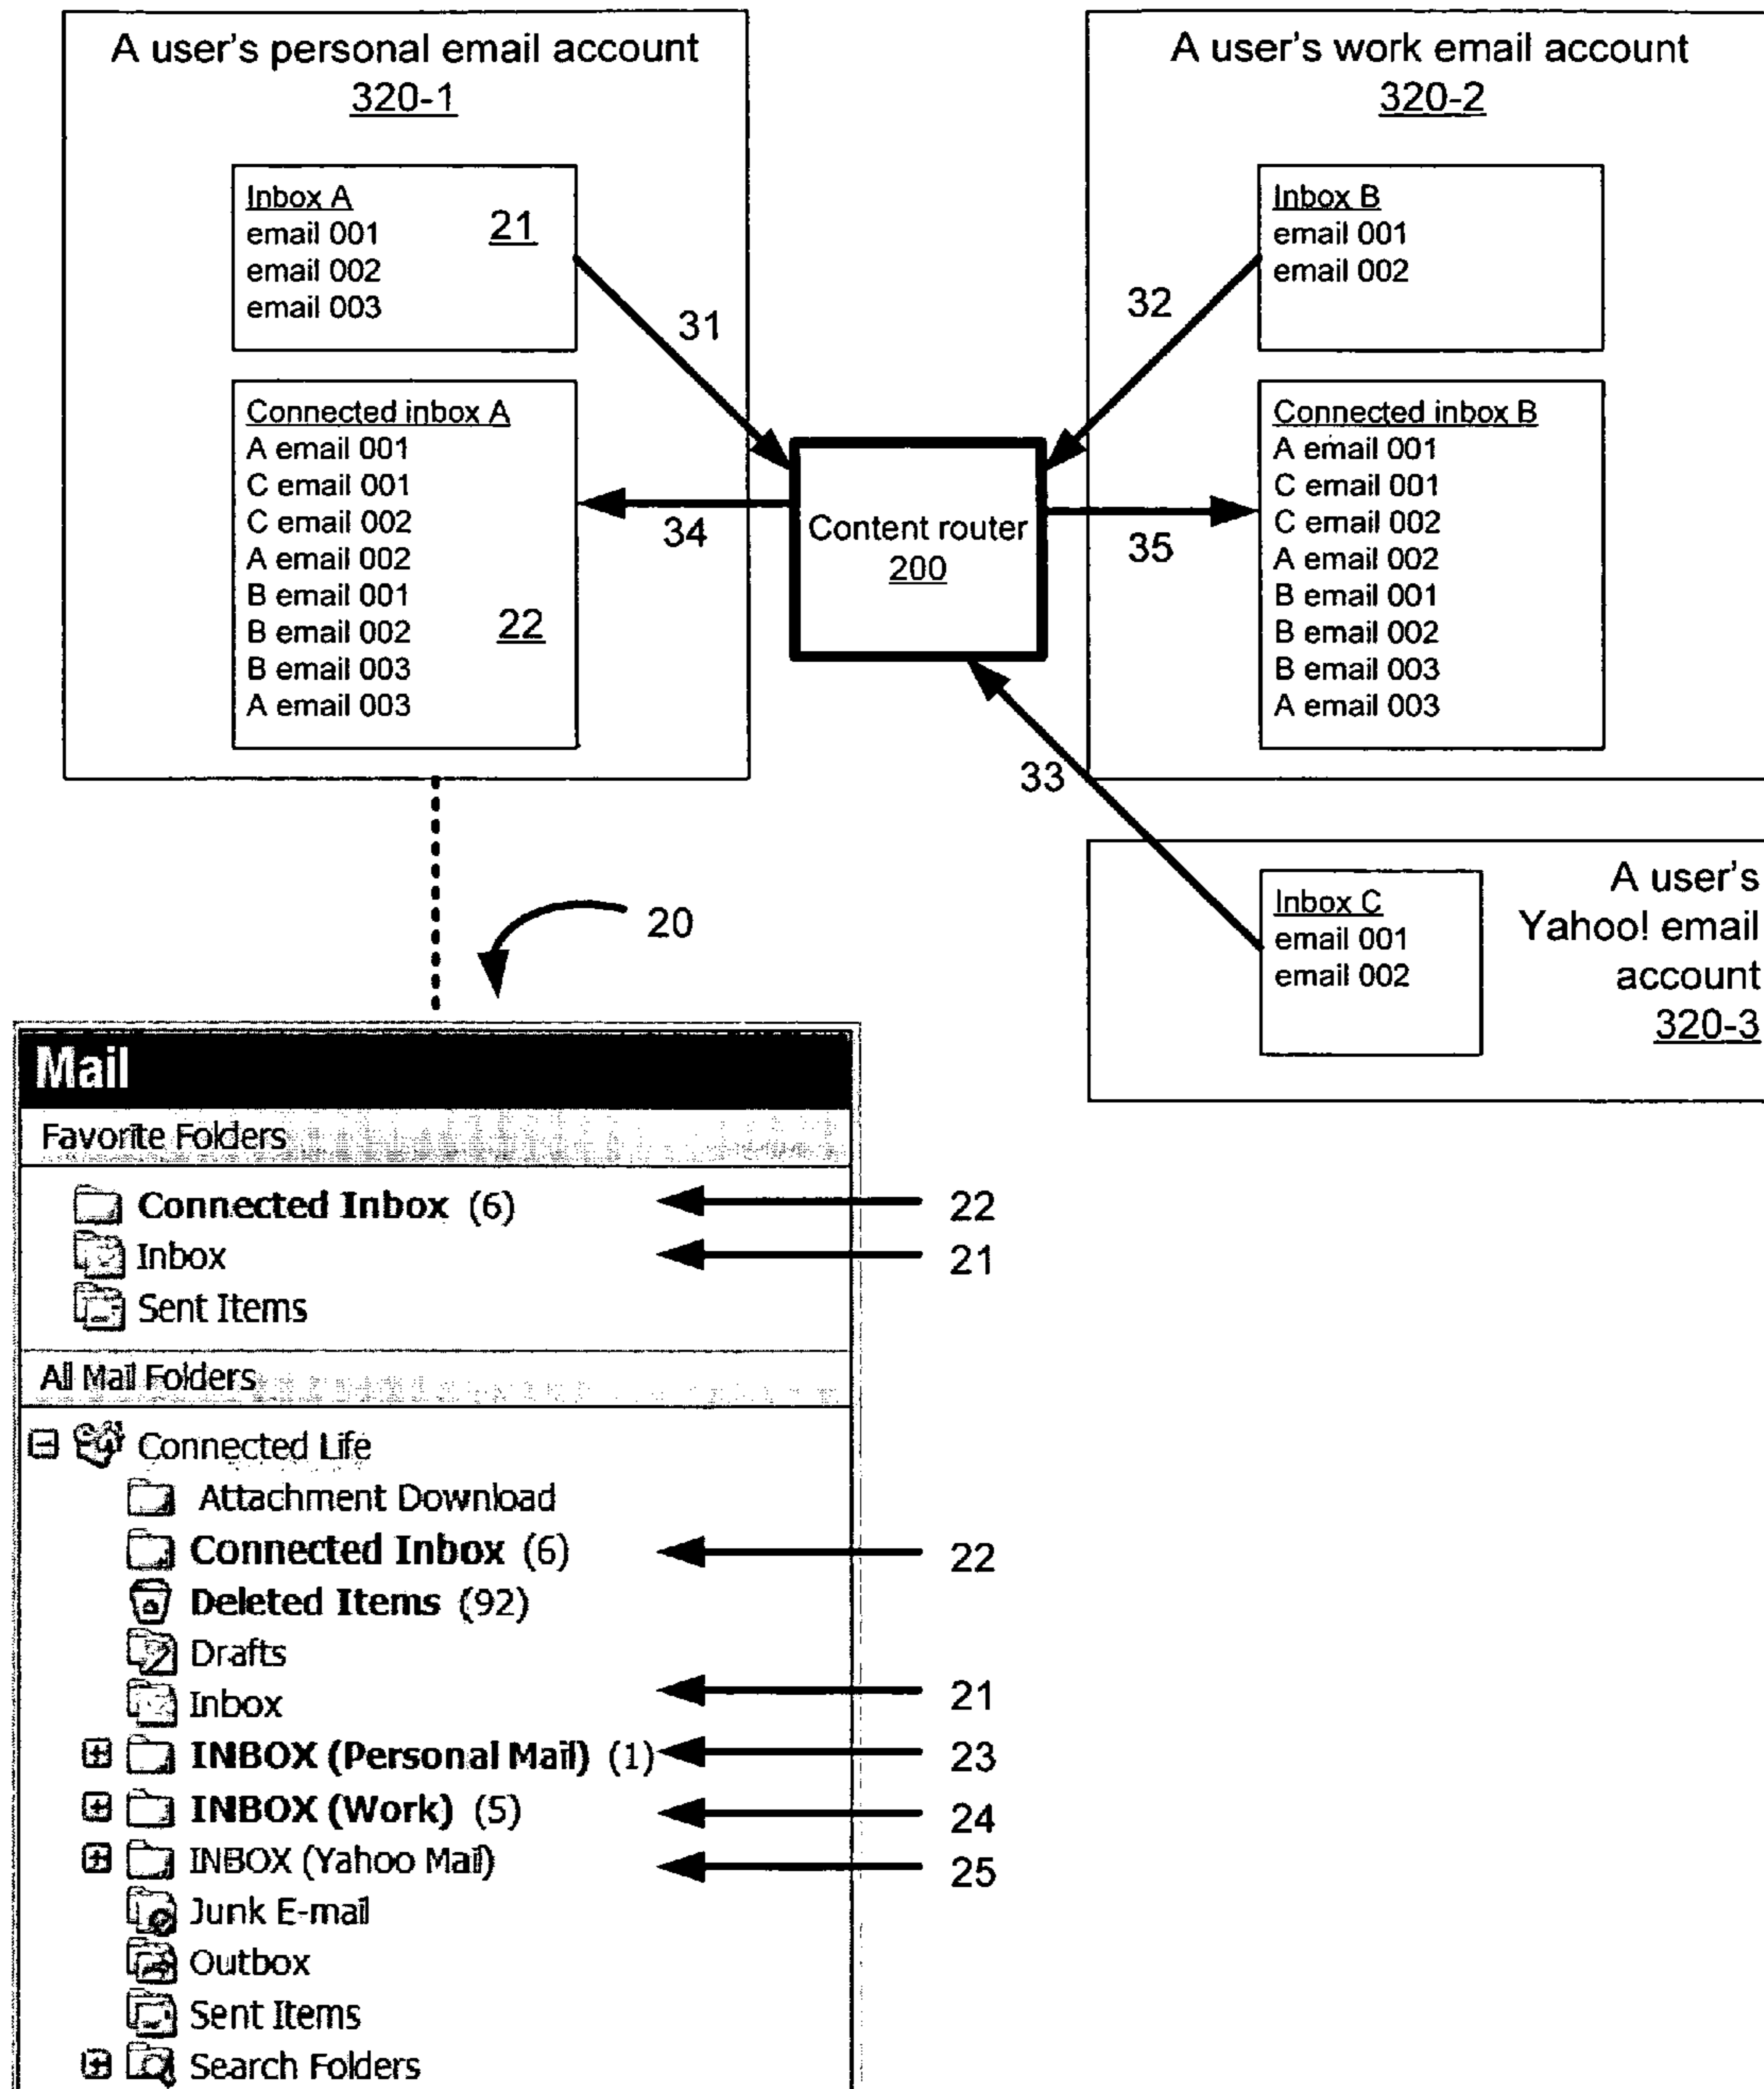 A user's personal email account
320-1
Inbox A
email 001
email 002
email 003
21
31
Connected inbox A
A email 001
C email 001
C email 002
A email 002
B email 001
B email 002
B email 003
A email 003
22
34
Content router
200
A user's work email account
320-2
Inbox B
email 001
email 002
32
Connected inbox B
A email 001
C email 001
C email 002
A email 002
B email 001
B email 002
B email 003
A email 003
35
33
Inbox C
email 001
email 002
A user's
Yahoo! email
account
320-3
20
Mail
Favorite Folders
Connected Inbox (6)
22
Inbox
21
Sent Items
All Mail Folders
Connected Life
Attachment Download
Connected Inbox (6)
22
Deleted Items (92)
Drafts
Inbox
21
INBOX (Personal Mail) (1)
23
INBOX (Work) (5)
24
INBOX (Yahoo Mail)
25
Junk E-mail
Outbox
Sent Items
Search Folders